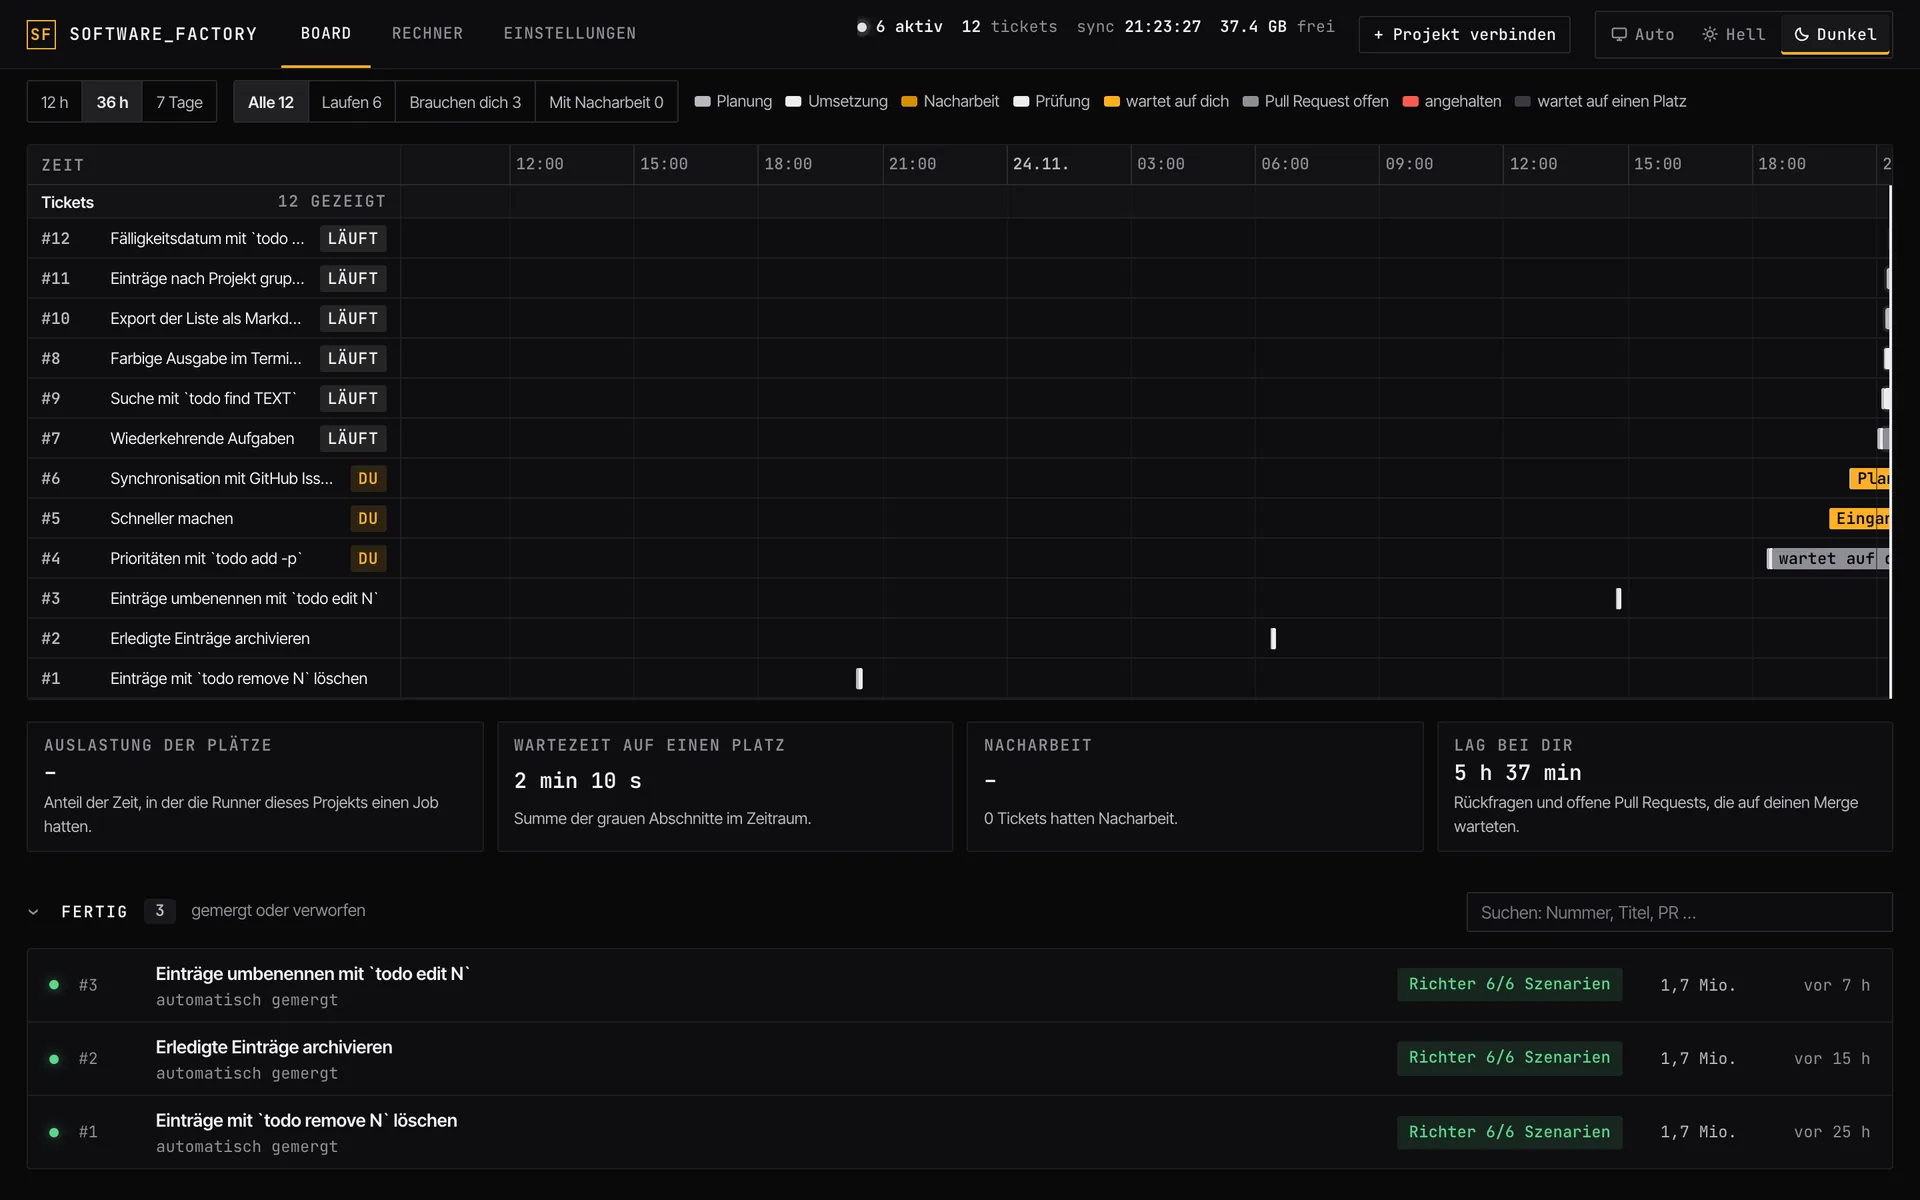 SF SOFTWARE_FACTORY BOARD RECHNER EINSTELLUNGEN 6 aktiv 12 tickets sync 21:23:27 37.4 GB frei + Projekt verbinden Auto Hell Dunkel
12 h 36 h 7 Tage Alle 12 Laufen 6 Brauchen dich 3 Mit Nacharbeit 0 Planung Umsetzung Nacharbeit Prüfung wartet auf dich Pull Request offen angehalten wartet auf einen Platz
ZEIT 12:00 15:00 18:00 21:00 24.11. 03:00 06:00 09:00 12:00 15:00 18:00 2
Tickets 12 GEZEIGT
#12 Fälligkeitsdatum mit `todo ... LÄUFT
#11 Einträge nach Projekt grup... LÄUFT
#10 Export der Liste als Markd... LÄUFT
#8 Farbige Ausgabe im Termi... LÄUFT
#9 Suche mit `todo find TEXT` LÄUFT
#7 Wiederkehrende Aufgaben LÄUFT
#6 Synchronisation mit GitHub Iss... DU Plan
#5 Schneller machen DU Eingan
#4 Prioritäten mit `todo add -p` DU wartet auf d
#3 Einträge umbenennen mit `todo edit N`
#2 Erledigte Einträge archivieren
#1 Einträge mit `todo remove N` löschen
AUSLASTUNG DER PLÄTZE
–
Anteil der Zeit, in der die Runner dieses Projekts einen Job
hatten.
WARTEZEIT AUF EINEN PLATZ
2 min 10 s
Summe der grauen Abschnitte im Zeitraum.
NACHARBEIT
–
0 Tickets hatten Nacharbeit.
LAG BEI DIR
5 h 37 min
Rückfragen und offene Pull Requests, die auf deinen Merge
warteten.
FERTIG 3 gemergt oder verworfen Suchen: Nummer, Titel, PR ...
#3 Einträge umbenennen mit `todo edit N` Richter 6/6 Szenarien 1,7 Mio. vor 7 h
automatisch gemergt
#2 Erledigte Einträge archivieren Richter 6/6 Szenarien 1,7 Mio. vor 15 h
automatisch gemergt
#1 Einträge mit `todo remove N` löschen Richter 6/6 Szenarien 1,7 Mio. vor 25 h
automatisch gemergt